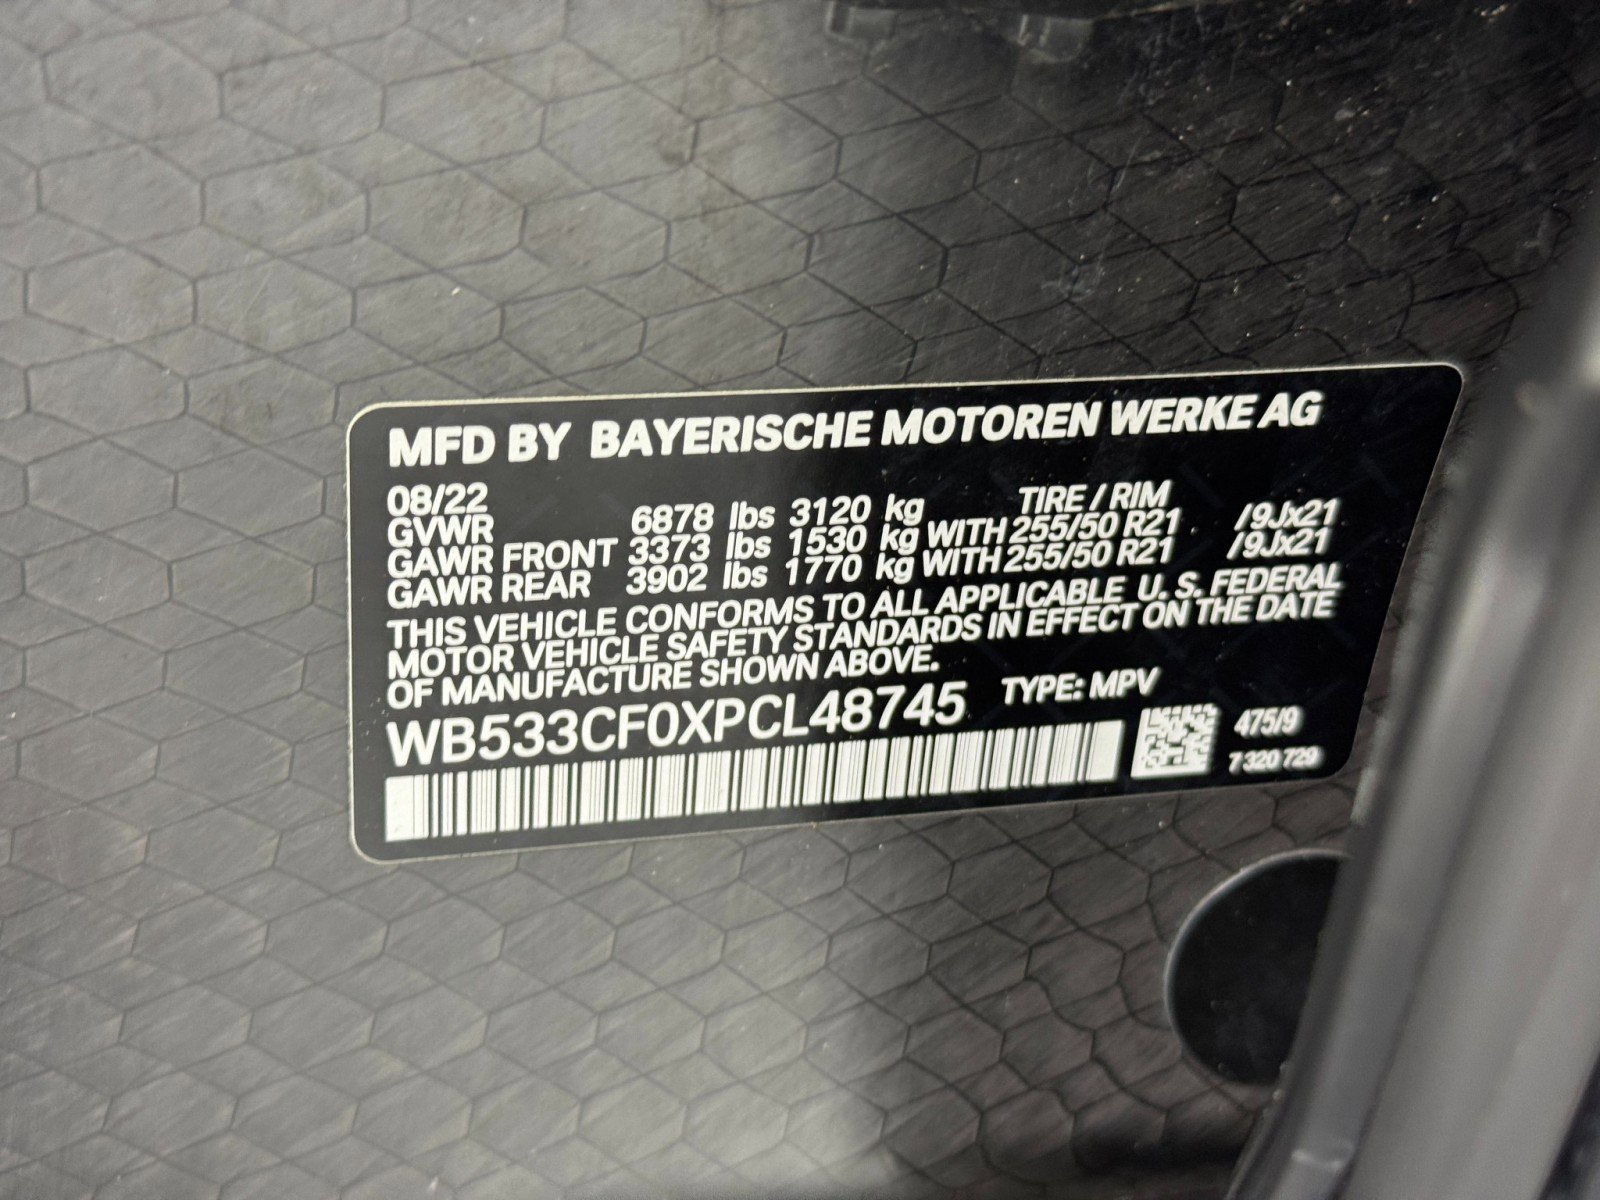 MFD BY BAYERISCHE MOTOREN WERKE AG
08/22 TIRE / RIM
GVWR 6878 lbs 3120 kg
GAWR FRONT 3373 lbs 1530 kg WITH 255/50 R21 /9Jx21
GAWR REAR 3902 lbs 1770 kg WITH 255/50 R21 /9Jx21
THIS VEHICLE CONFORMS TO ALL APPLICABLE U. S. FEDERAL
MOTOR VEHICLE SAFETY STANDARDS IN EFFECT ON THE DATE
OF MANUFACTURE SHOWN ABOVE.
WB533CF0XPCL48745 TYPE: MPV
475/9
7 320 729